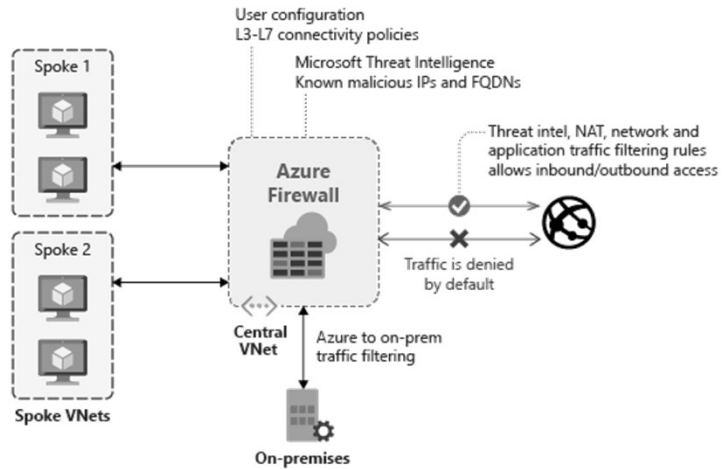 User configuration
L3-L7 connectivity policies
Microsoft Threat Intelligence
Known malicious IPs and FQDNs
Spoke 1
Azure
Firewall
Threat intel, NAT, network and
application traffic filtering rules
allows inbound/outbound access
Traffic is denied
by default
Spoke 2
Central
VNet
Azure to on-prem
traffic filtering
Spoke VNets
On-premises